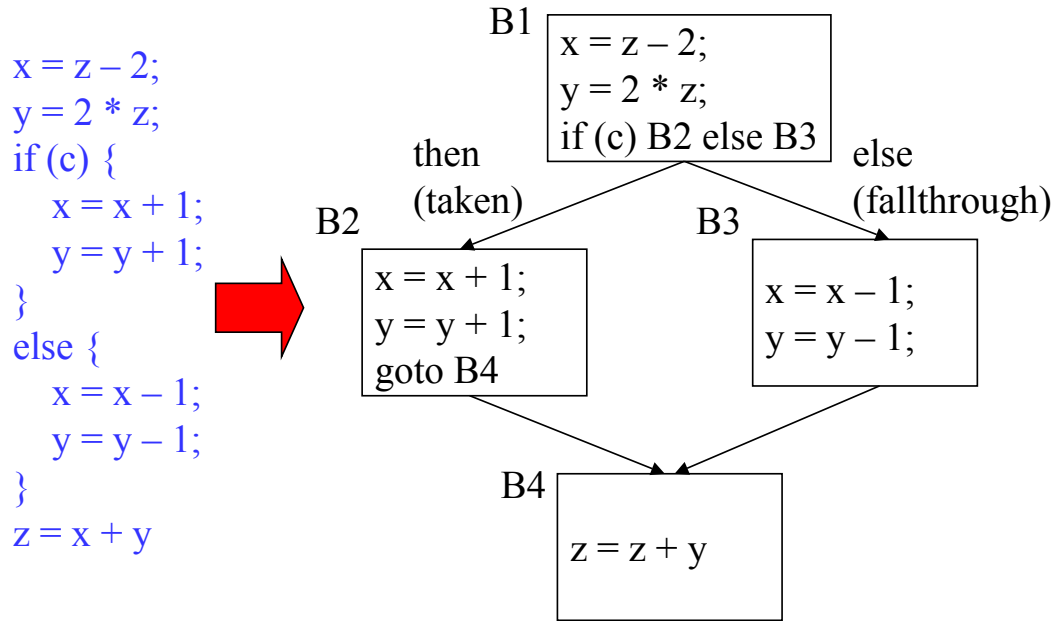 x = z – 2;
y = 2 * z;
if (c) {
x = x + 1;
y = y + 1;
}
else {
x = x – 1;
y = y – 1;
}
z = x + y
B1
x = z – 2;
y = 2 * z;
if (c) B2 else B3
then
(taken)
else
(fallthrough)
B2
x = x + 1;
y = y + 1;
goto B4
B3
x = x – 1;
y = y – 1;
B4
z = z + y